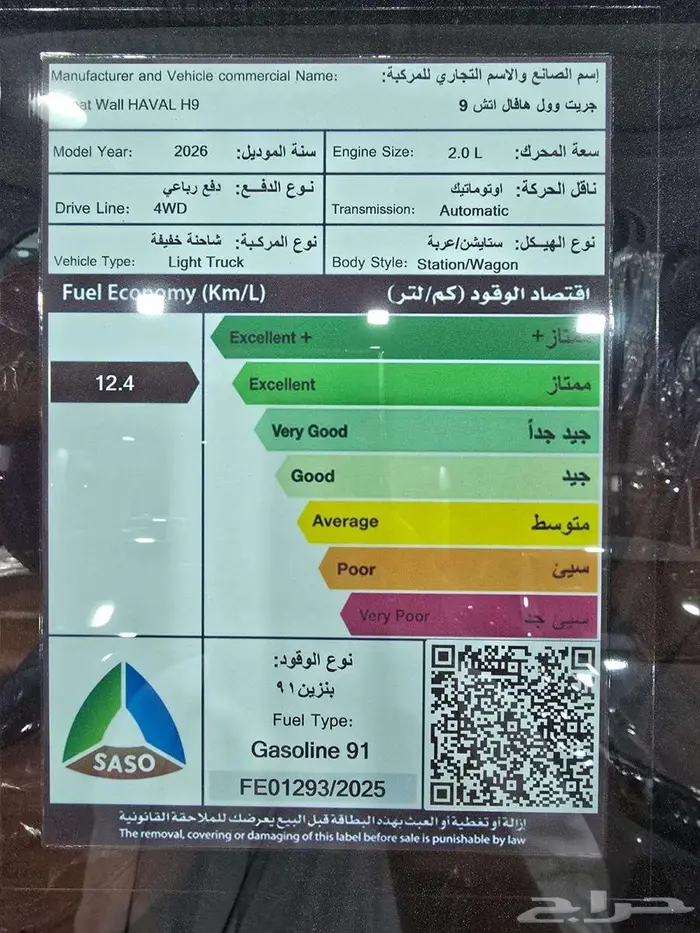 Manufacturer and Vehicle commercial Name: إسم الصانع والاسم التجاري للمركبة:
Wall HAVAL H9 جريت وول هافال اتش 9
Model Year: 2026 سنة الموديل:
Engine Size: 2.0 L سعة المحرك:
نوع الدفـــع: دفع رباعي
Drive Line: 4WD
ناقل الحركة: اوتوماتيك
Transmission: Automatic
نوع المركبة: شاحنة خفيفة
Vehicle Type: Light Truck
نوع الهيـكل: ستايشن/عربة
Body Style: Station/Wagon
Fuel Economy (Km/L) اقتصاد الوقود (كم/لتر)
Excellent + ممتاز +
12.4
Excellent ممتاز
Very Good جيد جداً
Good جيد
Average متوسط
Poor سيئ
Very Poor سيئ جد
SASO
نوع الوقود:
بنزين ٩١
Fuel Type:
Gasoline 91
FE01293/2025
إزالة أو تغطية أو العبث بهذه البطاقة قبل البيع يعرضك للملاحقة القانونية
The removal, covering or damaging of this label before sale is punishable by law
حراج